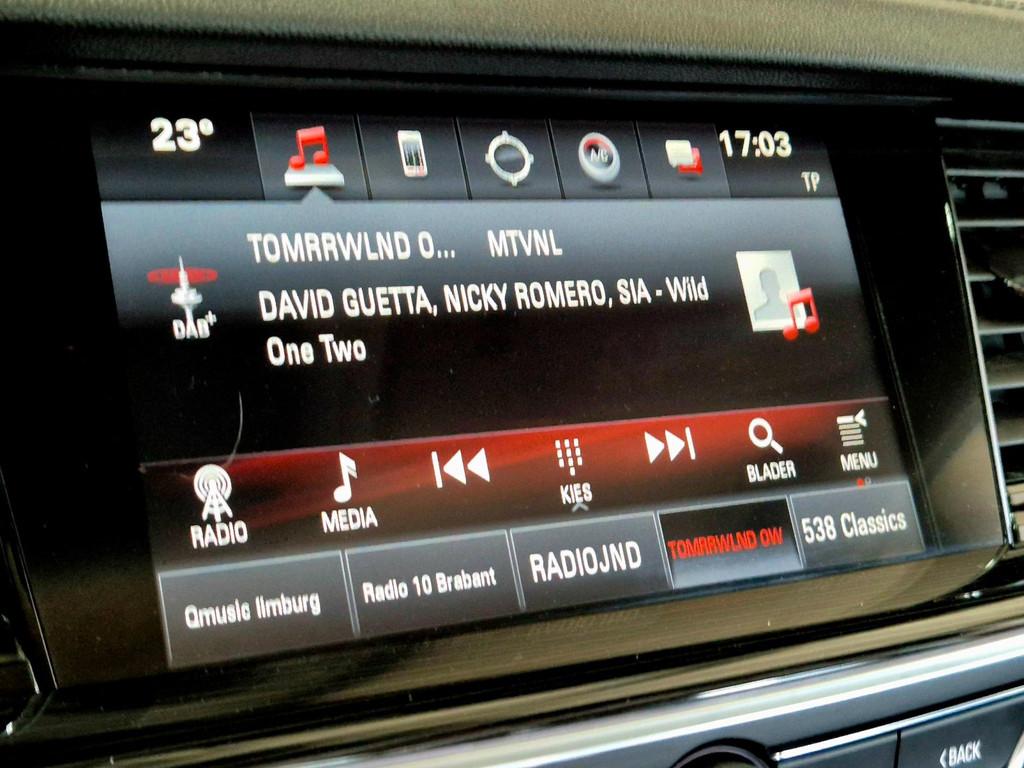 23°
A/C
17:03
TP
TOMRRWLND O... MTVNL
DAB+
DAVID GUETTA, NICKY ROMERO, SIA - Wild
One Two
RADIO
MEDIA
KIES
BLADER
MENU
Qmusic limburg
Radio 10 Brabant
RADIOJND
TOMRRWLND OW
538 Classics
<BACK